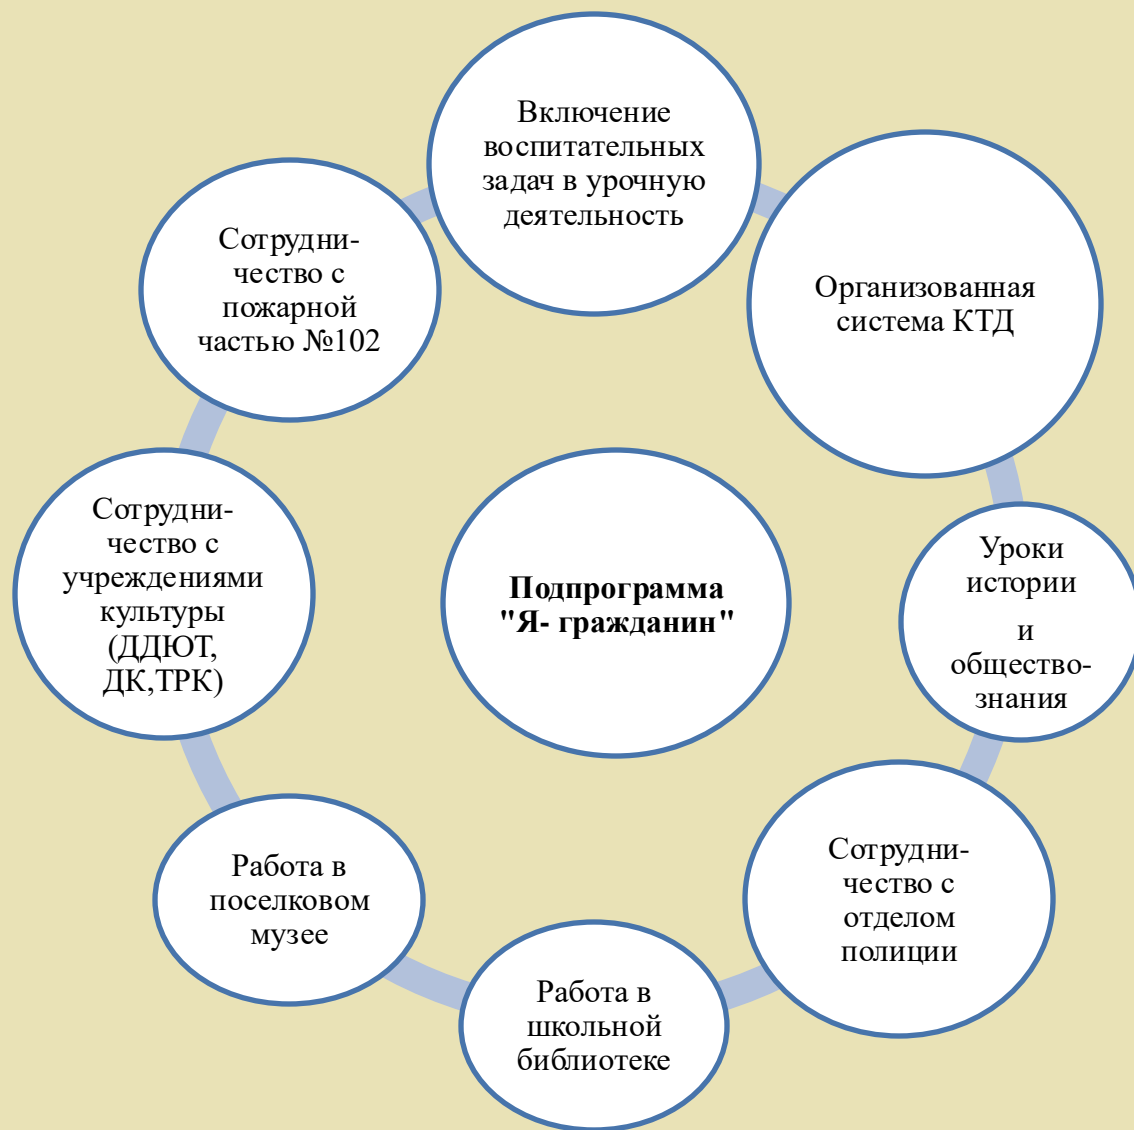 Включение
воспитательных
задач в урочную
деятельность
Организованная
система КТД
Уроки
истории
и
общество-
знания
Сотрудни-
чество с
отделом
полиции
Работа в
школьной
библиотеке
Работа в
поселковом
музее
Сотрудни-
чество с
учреждениями
культуры
(ДДЮТ,
ДК,ТРК)
Сотрудни-
чество с
пожарной
частью №102
Подпрограмма
"Я- гражданин"